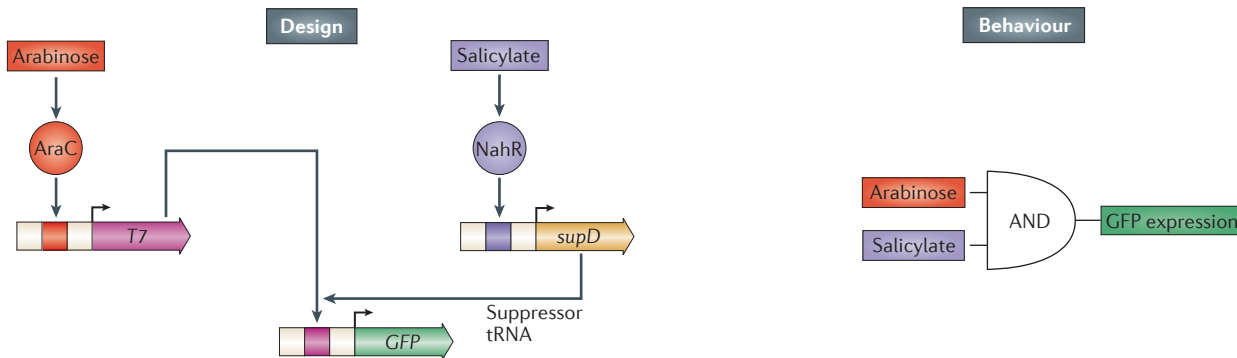 Design
Behaviour
Arabinose
Salicylate
AraC
NahR
T7
supD
Suppressor
tRNA
GFP
Arabinose
Salicylate
AND
GFP expression